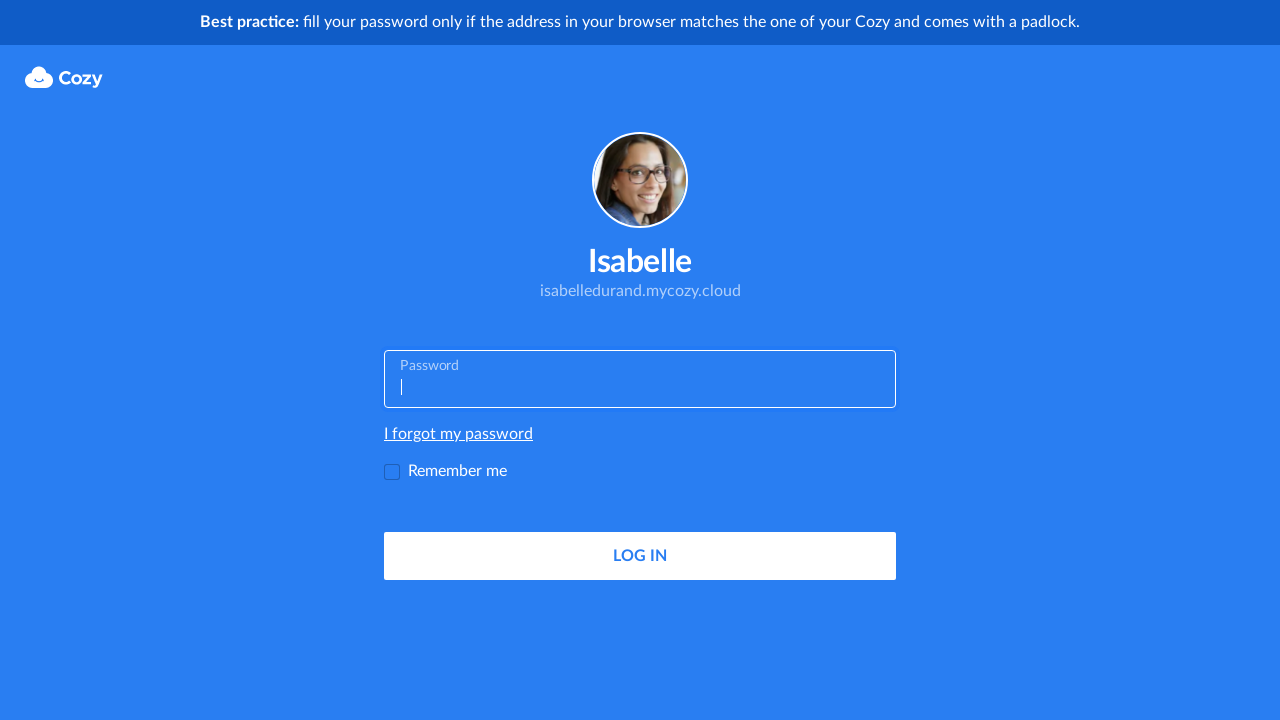 Best practice: fill your password only if the address in your browser matches the one of your Cozy and comes with a padlock.
Cozy
Isabelle
isabelledurand.mycozy.cloud
Password
I forgot my password
Remember me
LOG IN